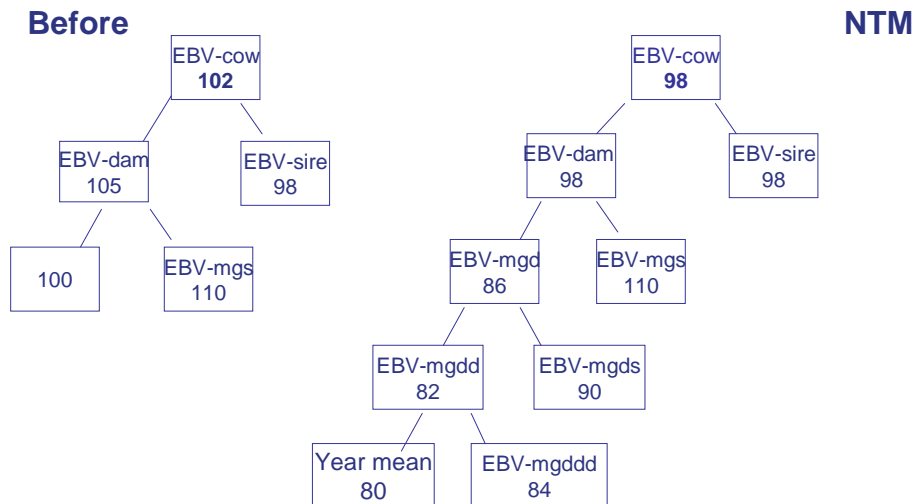 Before
NTM
EBV-cow
102
EBV-cow
98
EBV-dam
105
EBV-sire
98
EBV-dam
98
EBV-sire
98
100
EBV-mgs
110
EBV-mgd
86
EBV-mgs
110
EBV-mgdd
82
EBV-mgds
90
Year mean
80
EBV-mgddd
84